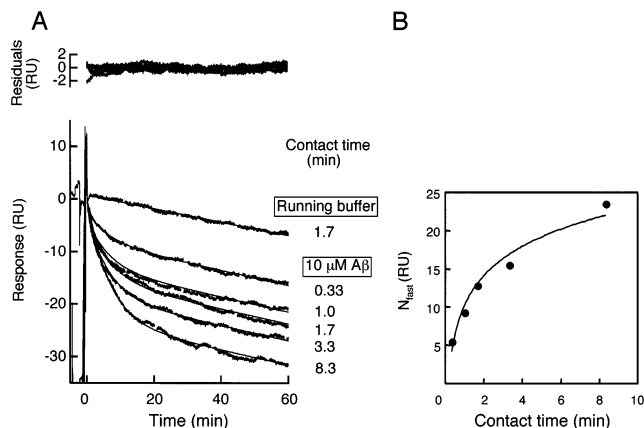 A
Residuals
(RU)
2
0
-2
Response (RU)
10
0
-10
-20
-30
0
20
40
60
Time (min)
Contact time
(min)
Running buffer
1.7
10 μM Aβ
0.33
1.0
1.7
3.3
8.3
B
N_fast (RU)
25
20
15
10
5
0
0
2
4
6
8
10
Contact time (min)